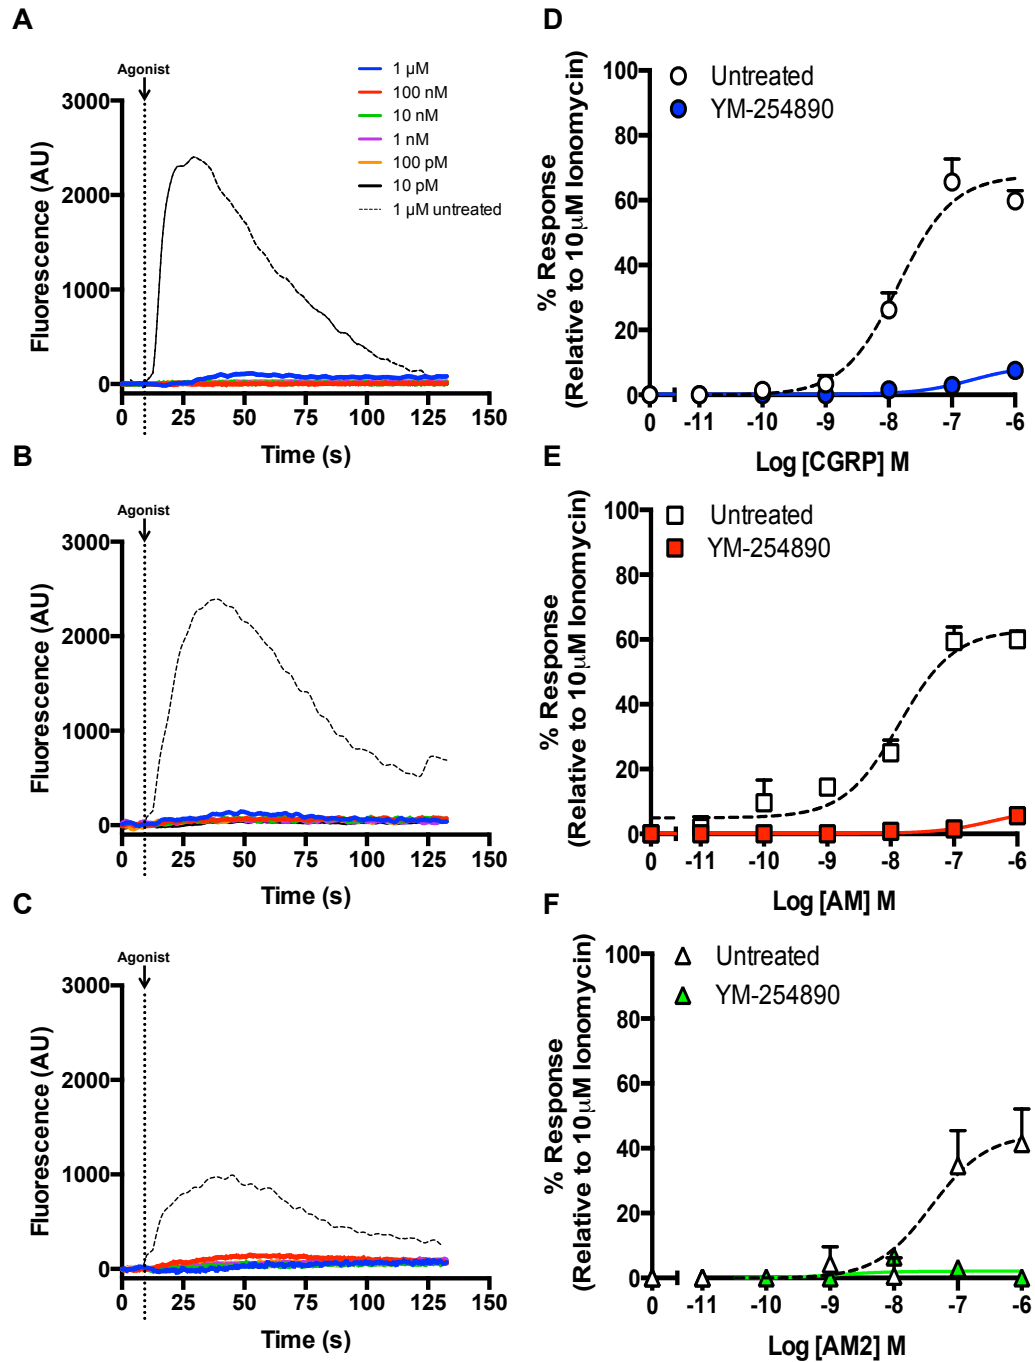 A
Agonist
1 µM
100 nM
10 nM
1 nM
100 pM
10 pM
1 µM untreated
3000
2000
1000
0
Fluorescence (AU)
0 25 50 75 100 125 150
Time (s)
D
Untreated
YM-254890
100
80
60
40
20
0
% Response
(Relative to 10µM Ionomycin)
0 -11 -10 -9 -8 -7 -6
Log [CGRP] M
B
Agonist
3000
2000
1000
0
Fluorescence (AU)
0 25 50 75 100 125 150
Time (s)
E
Untreated
YM-254890
100
80
60
40
20
0
% Response
(Relative to 10µM Ionomycin)
0 -11 -10 -9 -8 -7 -6
Log [AM] M
C
Agonist
3000
2000
1000
0
Fluorescence (AU)
0 25 50 75 100 125 150
Time (s)
F
Untreated
YM-254890
100
80
60
40
20
0
% Response
(Relative to 10µM Ionomycin)
0 -11 -10 -9 -8 -7 -6
Log [AM2] M